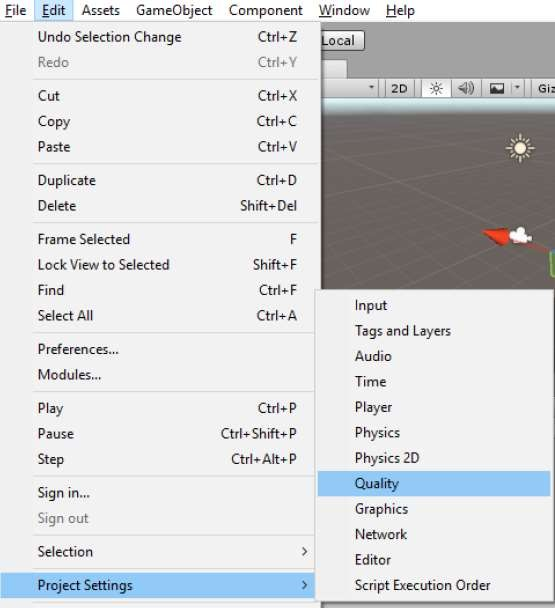 File Edit Assets GameObject Component Window Help
Undo Selection Change Ctrl+Z
Redo Ctrl+Y
Cut Ctrl+X
Copy Ctrl+C
Paste Ctrl+V
Duplicate Ctrl+D
Delete Shift+Del
Frame Selected F
Lock View to Selected Shift+F
Find Ctrl+F
Select All Ctrl+A
Preferences...
Modules...
Play Ctrl+P
Pause Ctrl+Shift+P
Step Ctrl+Alt+P
Sign in...
Sign out
Selection
Project Settings
Local
2D Giz
Input
Tags and Layers
Audio
Time
Player
Physics
Physics 2D
Quality
Graphics
Network
Editor
Script Execution Order